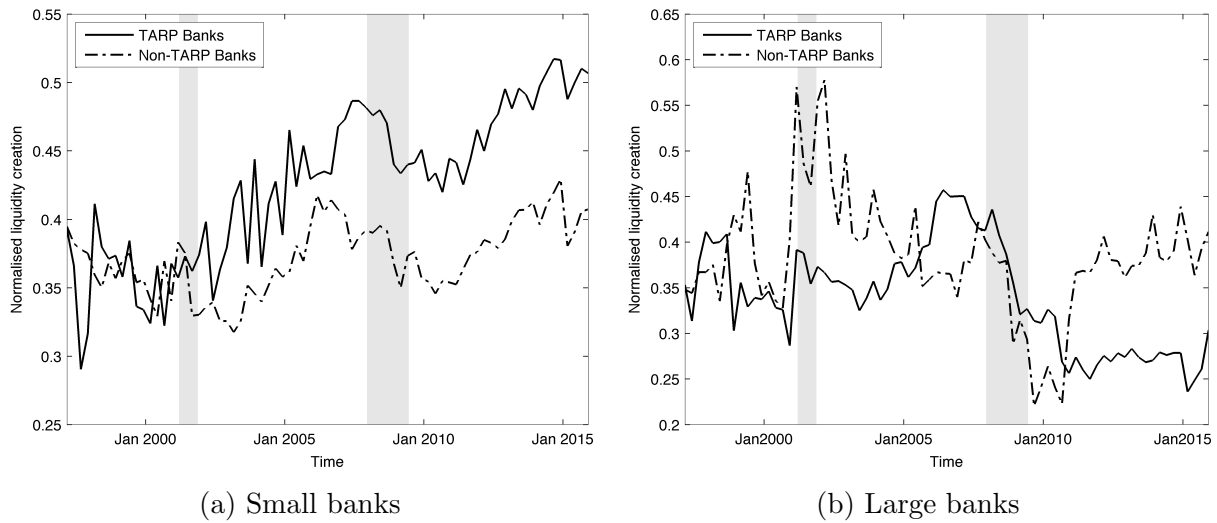 0.55
0.5
0.45
0.4
0.35
0.3
0.25
Normalised liquidity creation
TARP Banks
Non-TARP Banks
Jan 2000
Jan 2005
Jan 2010
Jan 2015
Time
(a) Small banks
0.65
0.6
0.55
0.5
0.45
0.4
0.35
0.3
0.25
0.2
Normalised liquidity creation
TARP Banks
Non-TARP Banks
Jan2000
Jan2005
Jan2010
Jan2015
Time
(b) Large banks